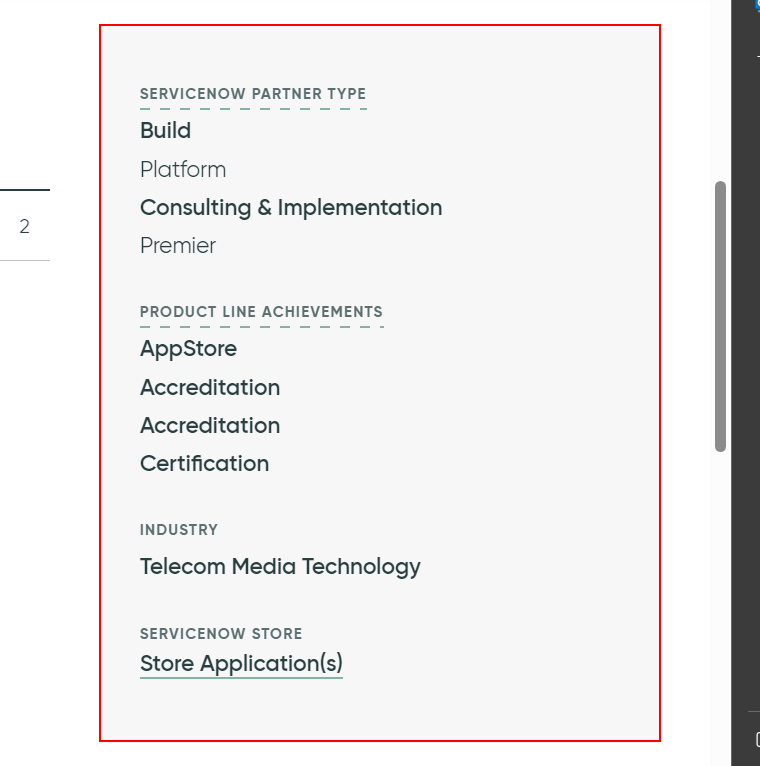 SERVICENOW PARTNER TYPE
Build
Platform
Consulting & Implementation
2
Premier
PRODUCT LINE ACHIEVEMENTS
AppStore
Accreditation
Accreditation
Certification
INDUSTRY
Telecom Media Technology
SERVICENOW STORE
Store Application(s)